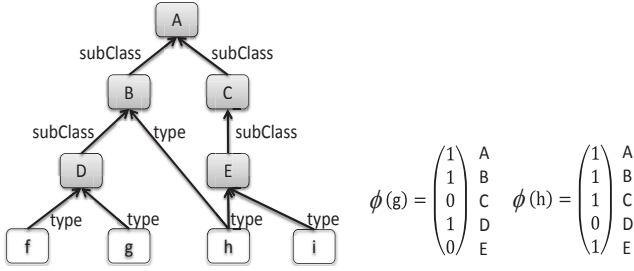 A
subClass subClass
B C
subClass type subClass
D E
type type type type
f g h i
ϕ(g) = (1 1 0 1 0) A B C D E
ϕ(h) = (1 1 1 0 1) A B C D E